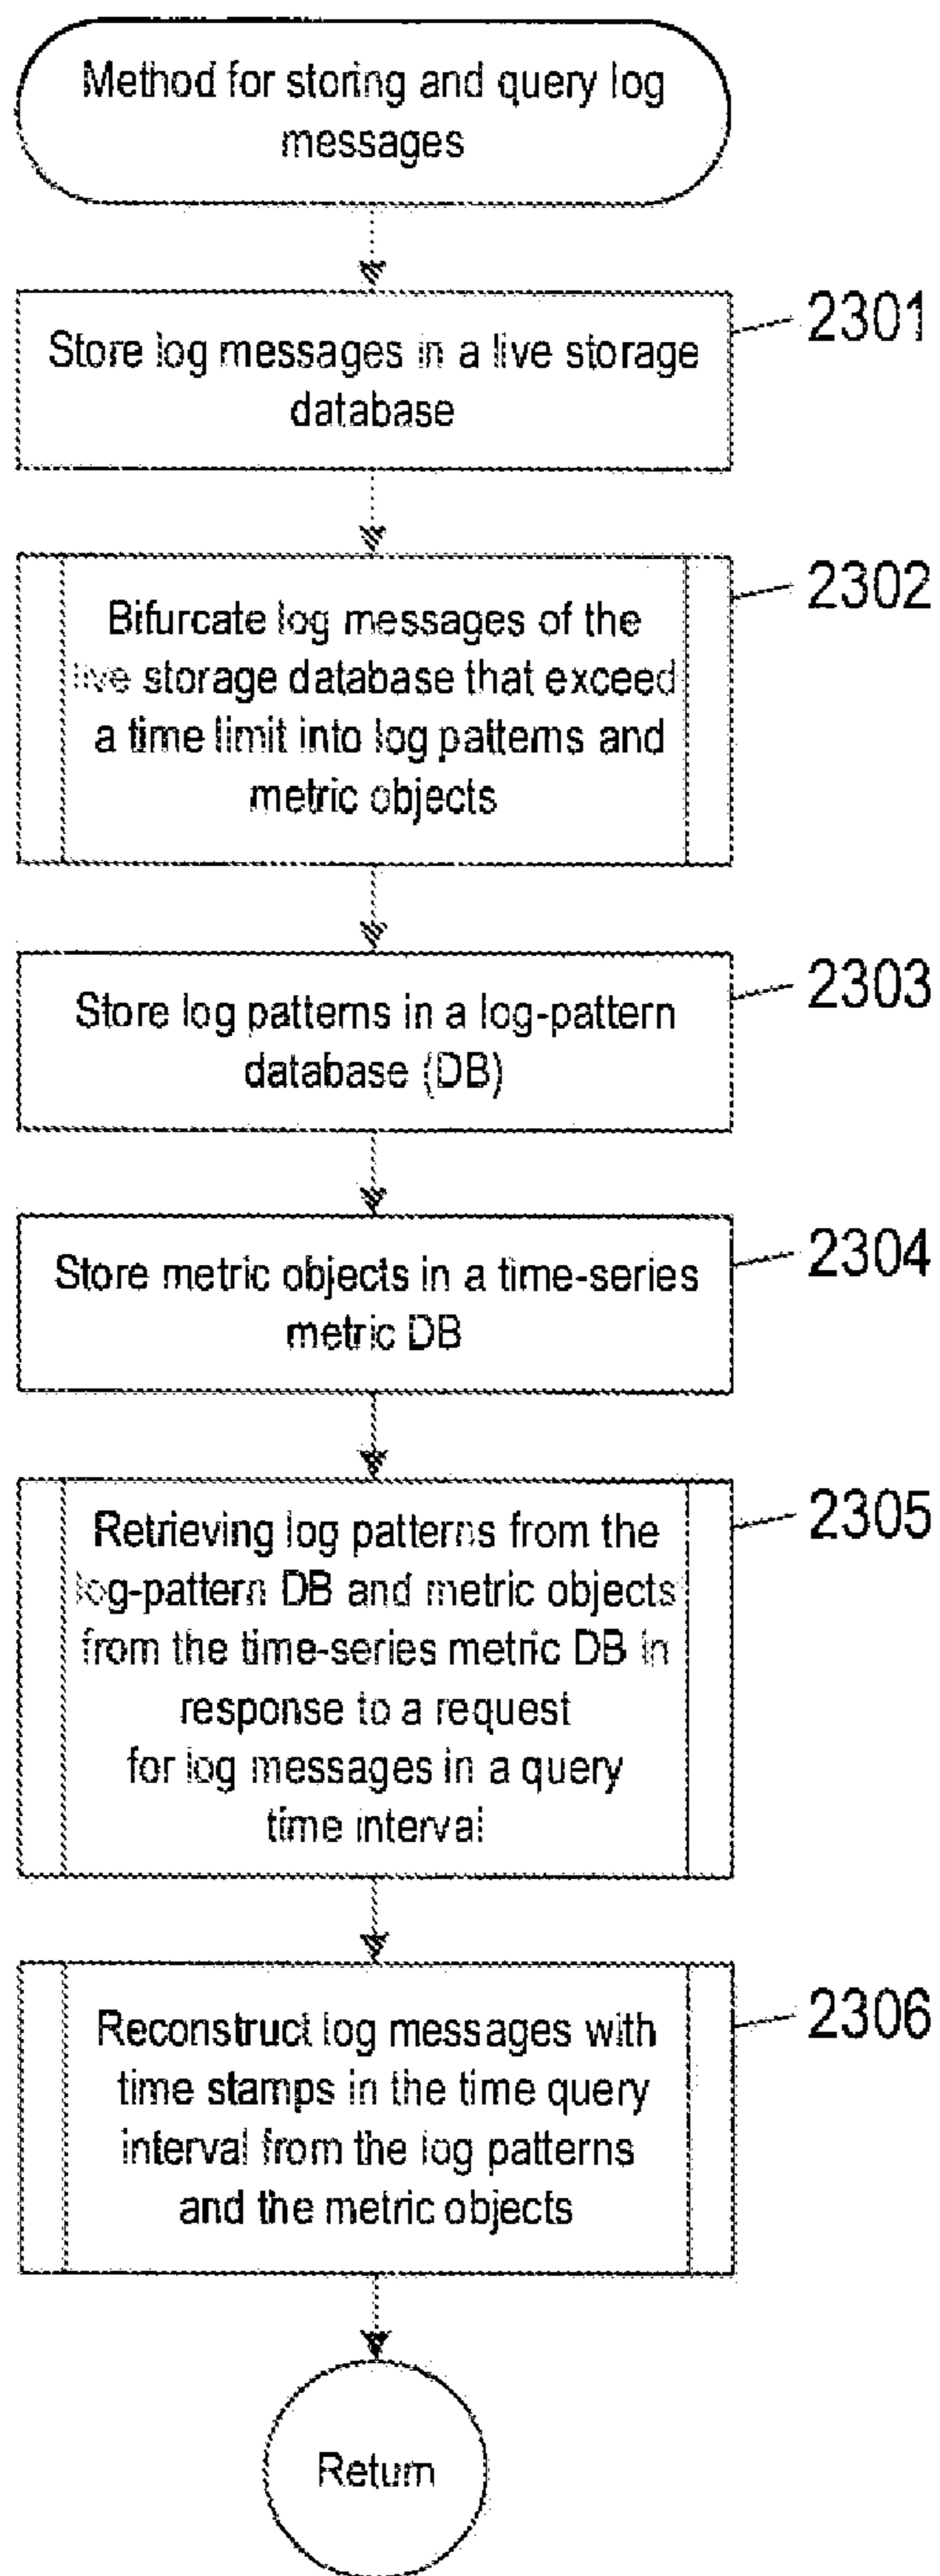 Method for storing and query log
messages
Store log messages in a live storage
database
2301
Bifurcate log messages of the
live storage database that exceed
a time limit into log patterns and
metric objects
2302
Store log patterns in a log-pattern
database (DB)
2303
Store metric objects in a time-series
metric DB
2304
Retrieving log patterns from the
log-pattern DB and metric objects
from the time-series metric DB in
response to a request
for log messages in a query
time interval
2305
Reconstruct log messages with
time stamps in the time query
interval from the log patterns
and the metric objects
2306
Return